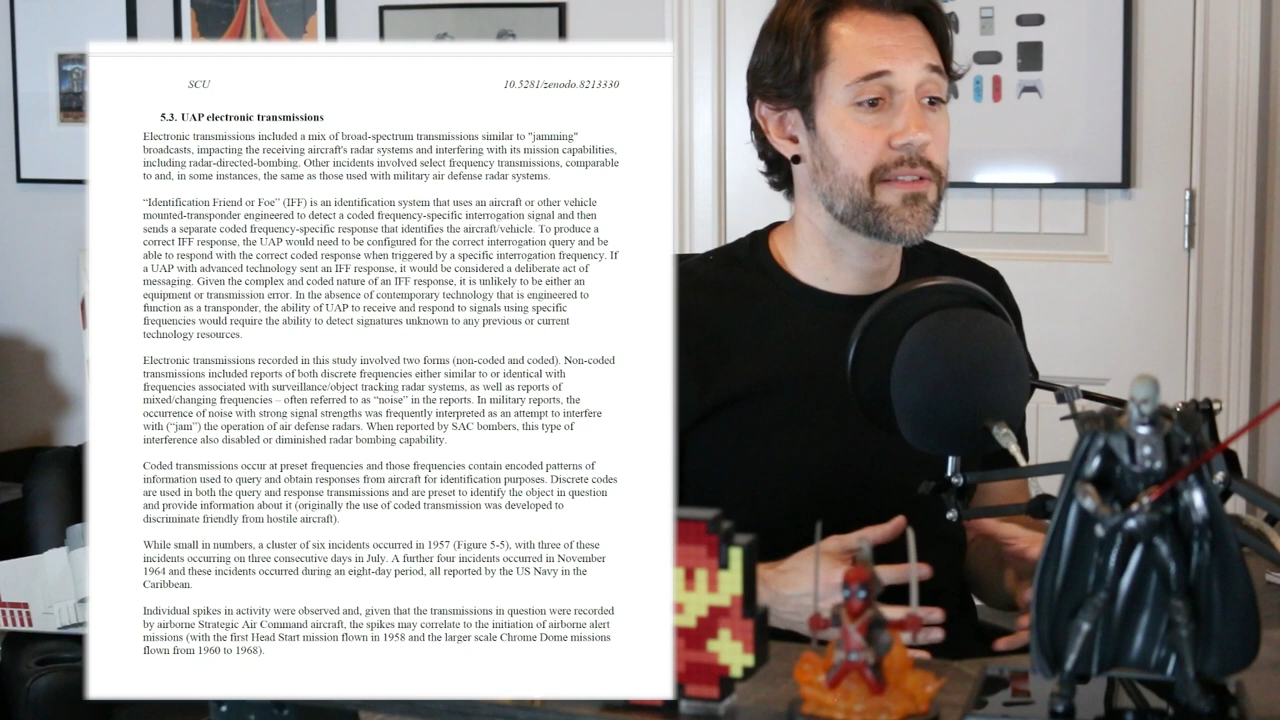 SCU 10.5281/zenodo.8213330
5.3. UAP electronic transmissions
Electronic transmissions included a mix of broad-spectrum transmissions similar to "jamming"
broadcasts, impacting the receiving aircraft's radar systems and interfering with its mission capabilities,
including radar-directed-bombing. Other incidents involved select frequency transmissions, comparable
to and, in some instances, the same as those used with military air defense radar systems.
“Identification Friend or Foe” (IFF) is an identification system that uses an aircraft or other vehicle
mounted-transponder engineered to detect a coded frequency-specific interrogation signal and then
sends a separate coded frequency-specific response that identifies the aircraft/vehicle. To produce a
correct IFF response, the UAP would need to be configured for the correct interrogation query and be
able to respond with the correct coded response when triggered by a specific interrogation frequency. If
a UAP with advanced technology sent an IFF response, it would be considered a deliberate act of
messaging. Given the complex and coded nature of an IFF response, it is unlikely to be either an
equipment or transmission error. In the absence of contemporary technology that is engineered to
function as a transponder, the ability of UAP to receive and respond to signals using specific
frequencies would require the ability to detect signatures unknown to any previous or current
technology resources.
Electronic transmissions recorded in this study involved two forms (non-coded and coded). Non-coded
transmissions included reports of both discrete frequencies either similar to or identical with
frequencies associated with surveillance/object tracking radar systems, as well as reports of
mixed/changing frequencies – often referred to as “noise” in the reports. In military reports, the
occurrence of noise with strong signal strengths was frequently interpreted as an attempt to interfere
with (“jam”) the operation of air defense radars. When reported by SAC bombers, this type of
interference also disabled or diminished radar bombing capability.
Coded transmissions occur at preset frequencies and those frequencies contain encoded patterns of
information used to query and obtain responses from aircraft for identification purposes. Discrete codes
are used in both the query and response transmissions and are preset to identify the object in question
and provide information about it (originally the use of coded transmission was developed to
discriminate friendly from hostile aircraft).
While small in numbers, a cluster of six incidents occurred in 1957 (Figure 5-5), with three of these
incidents occurring on three consecutive days in July. A further four incidents occurred in November
1964 and these incidents occurred during an eight-day period, all reported by the US Navy in the
Caribbean.
Individual spikes in activity were observed and, given that the transmissions in question were recorded
by airborne Strategic Air Command aircraft, the spikes may correlate to the initiation of airborne alert
missions (with the first Head Start mission flown in 1958 and the larger scale Chrome Dome missions
flown from 1960 to 1968).